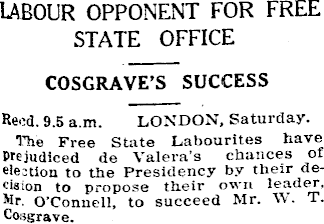 LABOUR OPPONENT FOR FREE
STATE OFFICE
COSGRAVE'S SUCCESS
Recd. 9.5 a.m. LONDON, Saturday.
The Free State Labourites have
prejudiced de Valera's chances of
election to the Presidency by their de-
cision to propose their own leader,
Mr. O'Connell, to succeed Mr. W. T.
Cosgrave.